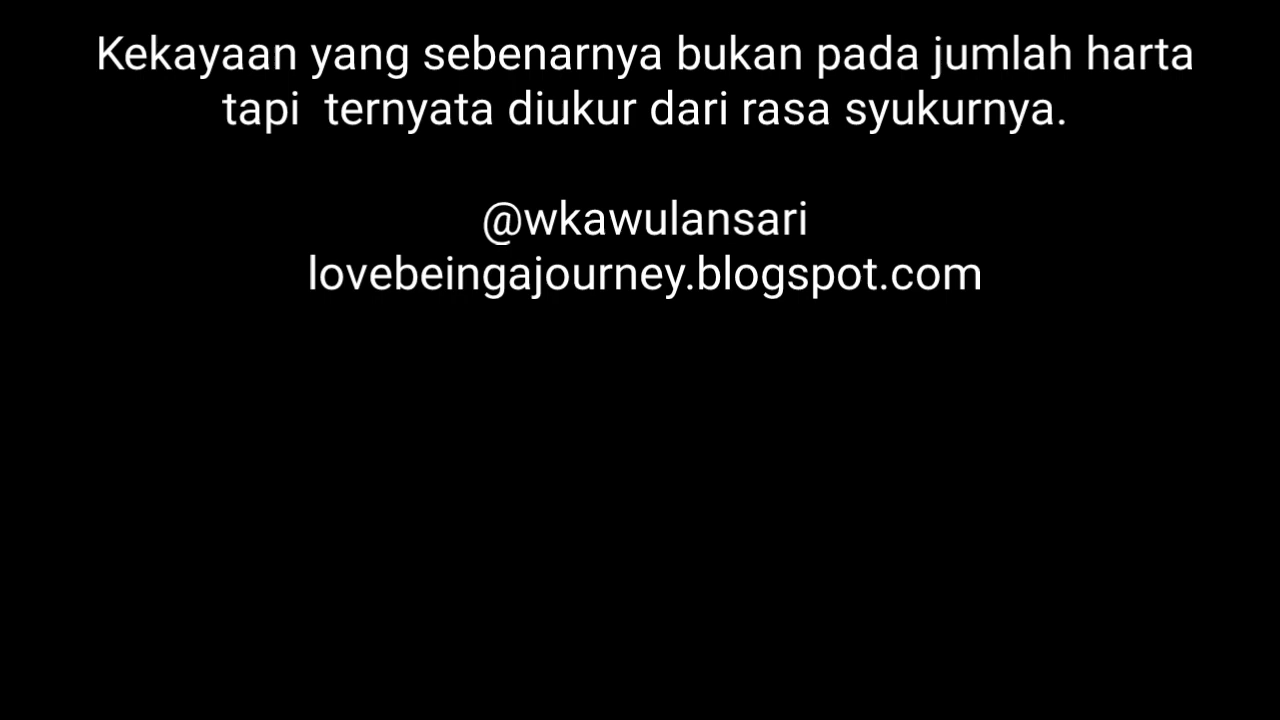 Kekayaan yang sebenarnya bukan pada jumlah harta
tapi  ternyata diukur dari rasa syukurnya.
@wkawulansari
lovebeingajourney.blogspot.com